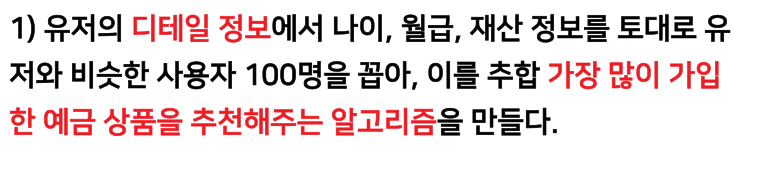 1) 유저의 디테일 정보에서 나이, 월급, 재산 정보를 토대로 유
저와 비슷한 사용자 100명을 꼽아, 이를 추합 가장 많이 가입
한 예금 상품을 추천해주는 알고리즘을 만들다.